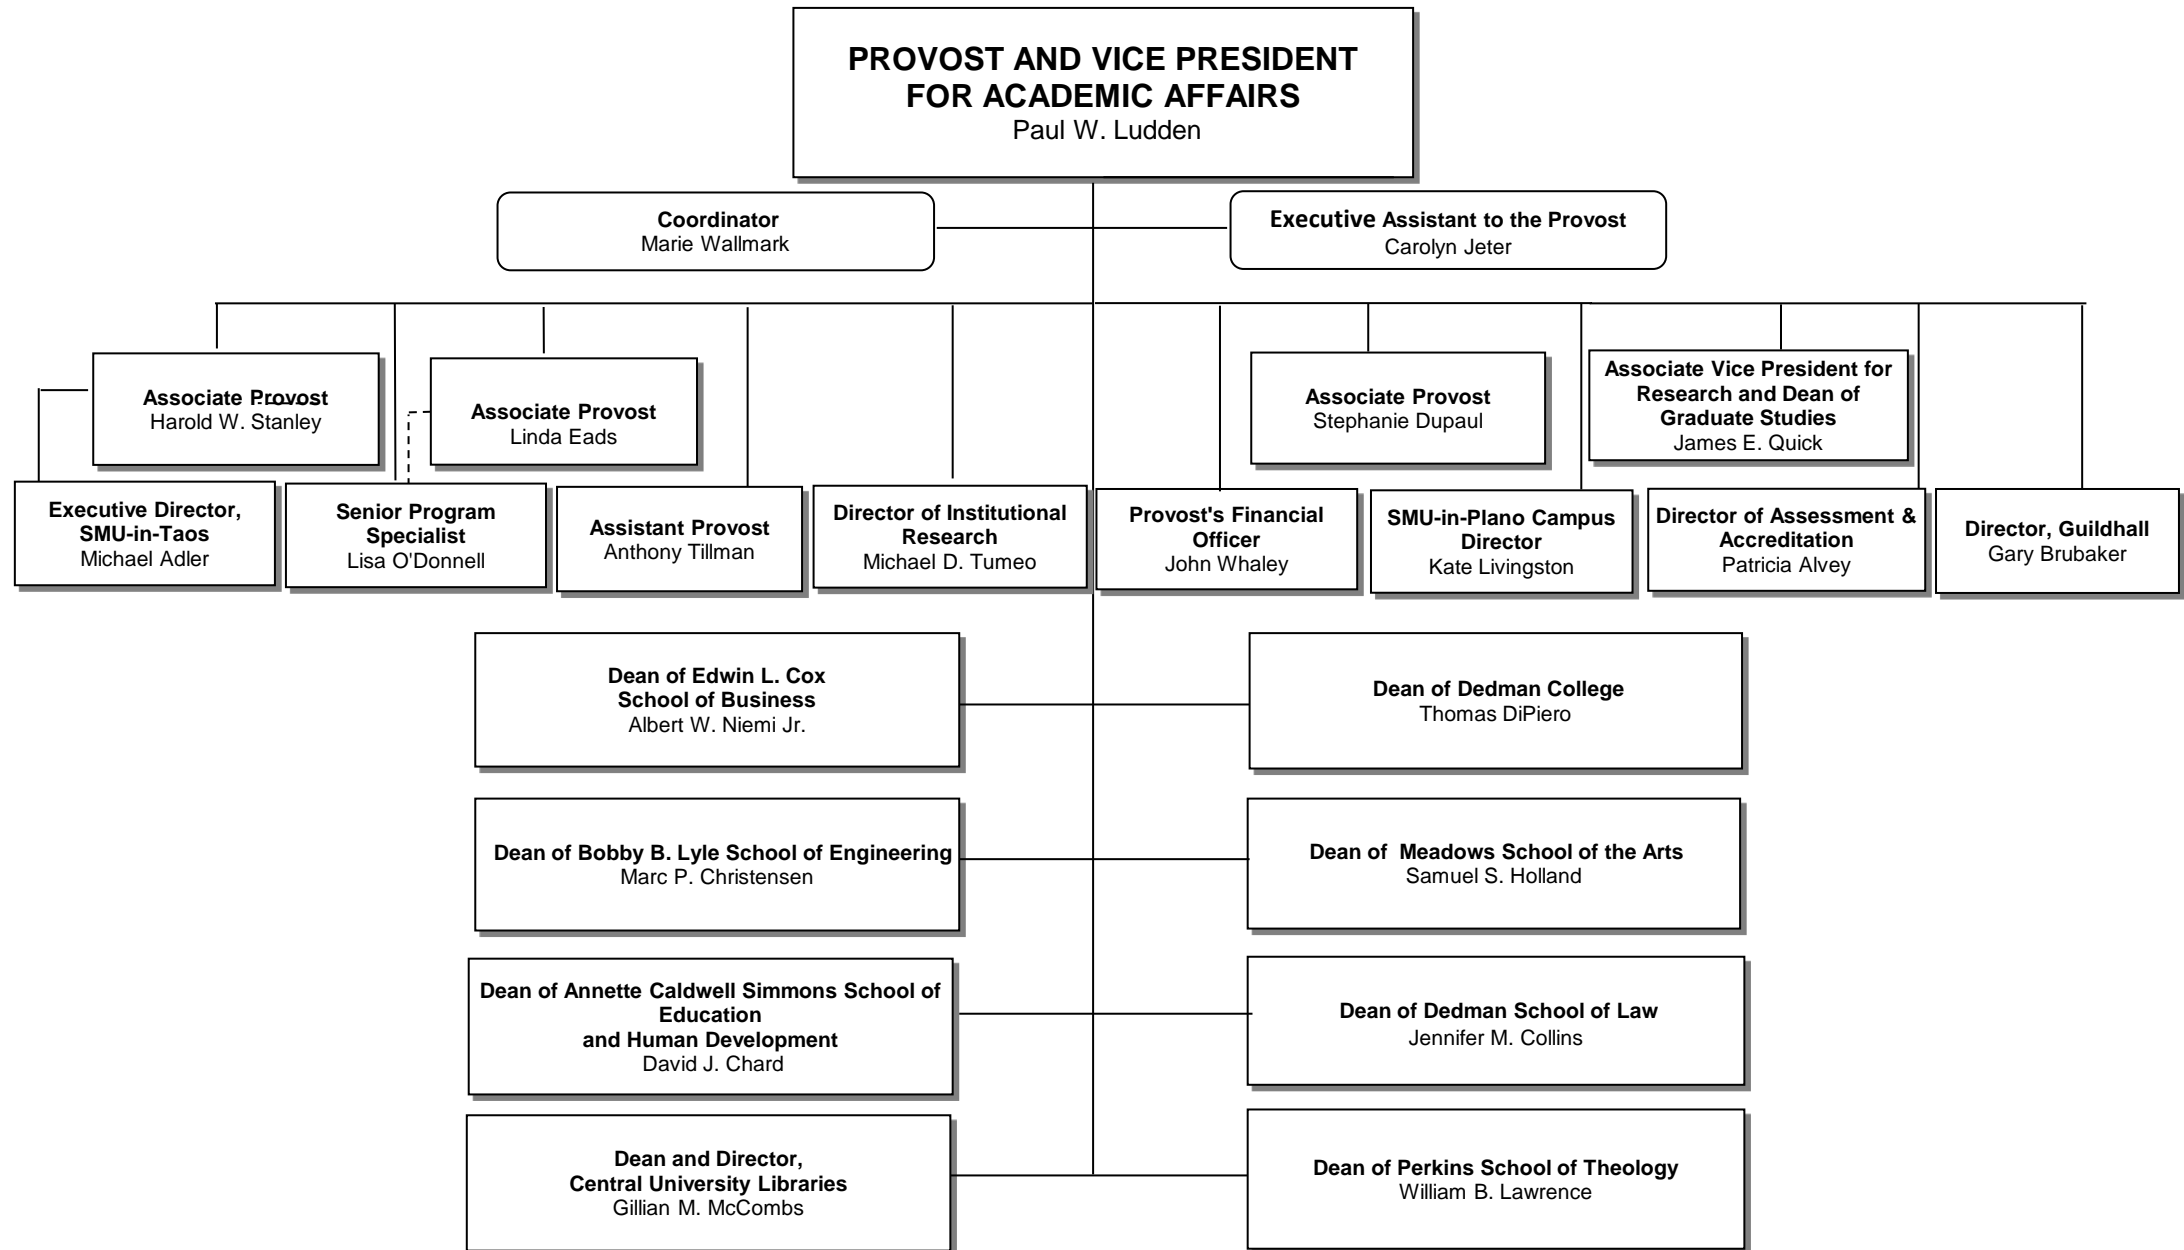 PROVOST AND VICE PRESIDENT
FOR ACADEMIC AFFAIRS
Paul W. Ludden
Coordinator
Marie Wallmark
Executive Assistant to the Provost
Carolyn Jeter
Associate Provost
Harold W. Stanley
Associate Provost
Linda Eads
Associate Provost
Stephanie Dupaul
Associate Vice President for
Research and Dean of
Graduate Studies
James E. Quick
Executive Director,
SMU-in-Taos
Michael Adler
Senior Program
Specialist
Lisa O'Donnell
Assistant Provost
Anthony Tillman
Director of Institutional
Research
Michael D. Tumeo
Provost's Financial
Officer
John Whaley
SMU-in-Plano Campus
Director
Kate Livingston
Director of Assessment &
Accreditation
Patricia Alvey
Director, Guildhall
Gary Brubaker
Dean of Edwin L. Cox
School of Business
Albert W. Niemi Jr.
Dean of Dedman College
Thomas DiPiero
Dean of Bobby B. Lyle School of Engineering
Marc P. Christensen
Dean of Meadows School of the Arts
Samuel S. Holland
Dean of Annette Caldwell Simmons School of
Education
and Human Development
David J. Chard
Dean of Dedman School of Law
Jennifer M. Collins
Dean and Director,
Central University Libraries
Gillian M. McCombs
Dean of Perkins School of Theology
William B. Lawrence